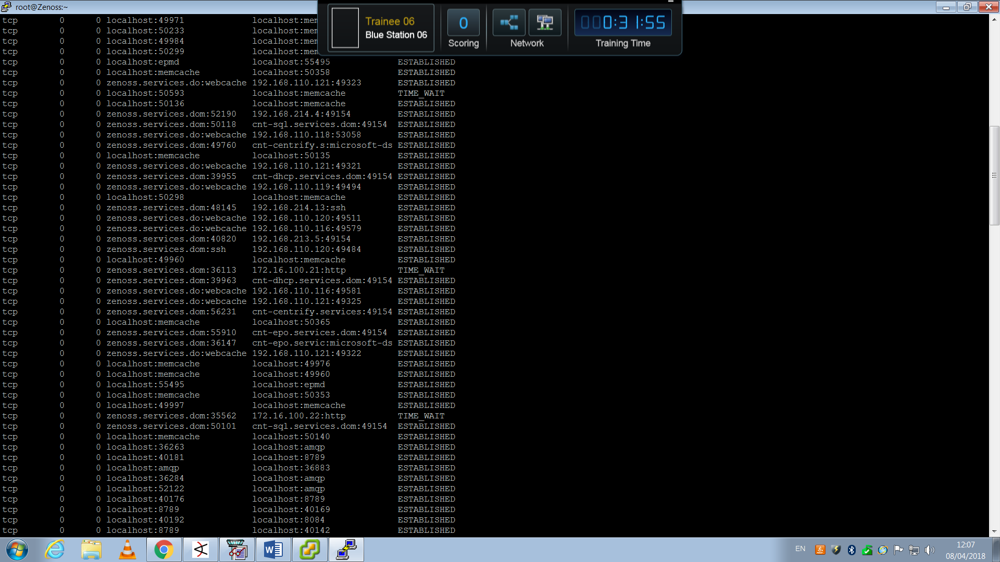 root@Zenoss:~
Trainee 06
Blue Station 06
0
Scoring
Network
000:31:55
Training Time
tcp 0 0 localhost:49971 localhost:mem
tcp 0 0 localhost:50233 localhost:mem
tcp 0 0 localhost:49984 localhost:mem
tcp 0 0 localhost:50299 localhost:mem
tcp 0 0 localhost:epmd localhost:55495 ESTABLISHED
tcp 0 0 localhost:memcache localhost:50358 ESTABLISHED
tcp 0 0 zenoss.services.do:webcache 192.168.110.121:49323 ESTABLISHED
tcp 0 0 localhost:50593 localhost:memcache TIME_WAIT
tcp 0 0 localhost:50136 localhost:memcache ESTABLISHED
tcp 0 0 zenoss.services.dom:52190 192.168.214.4:49154 ESTABLISHED
tcp 0 0 zenoss.services.dom:50118 cnt-sql.services.dom:49154 ESTABLISHED
tcp 0 0 zenoss.services.do:webcache 192.168.110.118:53058 ESTABLISHED
tcp 0 0 zenoss.services.dom:49760 cnt-centrify.s:microsoft-ds ESTABLISHED
tcp 0 0 localhost:memcache localhost:50135 ESTABLISHED
tcp 0 0 zenoss.services.do:webcache 192.168.110.121:49321 ESTABLISHED
tcp 0 0 zenoss.services.dom:39955 cnt-dhcp.services.dom:49154 ESTABLISHED
tcp 0 0 zenoss.services.do:webcache 192.168.110.119:49494 ESTABLISHED
tcp 0 0 localhost:50298 localhost:memcache ESTABLISHED
tcp 0 0 zenoss.services.dom:48145 192.168.214.13:ssh ESTABLISHED
tcp 0 0 zenoss.services.do:webcache 192.168.110.120:49511 ESTABLISHED
tcp 0 0 zenoss.services.do:webcache 192.168.110.116:49579 ESTABLISHED
tcp 0 0 zenoss.services.dom:40820 192.168.213.5:49154 ESTABLISHED
tcp 0 0 zenoss.services.dom:ssh 192.168.110.120:49484 ESTABLISHED
tcp 0 0 localhost:49960 localhost:memcache ESTABLISHED
tcp 0 0 zenoss.services.dom:36113 172.16.100.21:http TIME_WAIT
tcp 0 0 zenoss.services.dom:39963 cnt-dhcp.services.dom:49154 ESTABLISHED
tcp 0 0 zenoss.services.do:webcache 192.168.110.116:49581 ESTABLISHED
tcp 0 0 zenoss.services.do:webcache 192.168.110.121:49325 ESTABLISHED
tcp 0 0 zenoss.services.dom:56231 cnt-centrify.services:49154 ESTABLISHED
tcp 0 0 localhost:memcache localhost:50365 ESTABLISHED
tcp 0 0 zenoss.services.dom:55910 cnt-epo.services.dom:49154 ESTABLISHED
tcp 0 0 zenoss.services.dom:36147 cnt-epo.servic:microsoft-ds ESTABLISHED
tcp 0 0 zenoss.services.do:webcache 192.168.110.121:49322 ESTABLISHED
tcp 0 0 localhost:memcache localhost:49976 ESTABLISHED
tcp 0 0 localhost:memcache localhost:49960 ESTABLISHED
tcp 0 0 localhost:55495 localhost:epmd ESTABLISHED
tcp 0 0 localhost:memcache localhost:50353 ESTABLISHED
tcp 0 0 localhost:49997 localhost:memcache ESTABLISHED
tcp 0 0 zenoss.services.dom:35562 172.16.100.22:http TIME_WAIT
tcp 0 0 zenoss.services.dom:50101 cnt-sql.services.dom:49154 ESTABLISHED
tcp 0 0 localhost:memcache localhost:50140 ESTABLISHED
tcp 0 0 localhost:36263 localhost:amqp ESTABLISHED
tcp 0 0 localhost:40181 localhost:8789 ESTABLISHED
tcp 0 0 localhost:amqp localhost:36883 ESTABLISHED
tcp 0 0 localhost:36284 localhost:amqp ESTABLISHED
tcp 0 0 localhost:52122 localhost:amqp ESTABLISHED
tcp 0 0 localhost:40176 localhost:8789 ESTABLISHED
tcp 0 0 localhost:8789 localhost:40169 ESTABLISHED
tcp 0 0 localhost:40192 localhost:8084 ESTABLISHED
tcp 0 0 localhost:8789 localhost:40142 ESTABLISHED
EN
12:07
08/04/2018